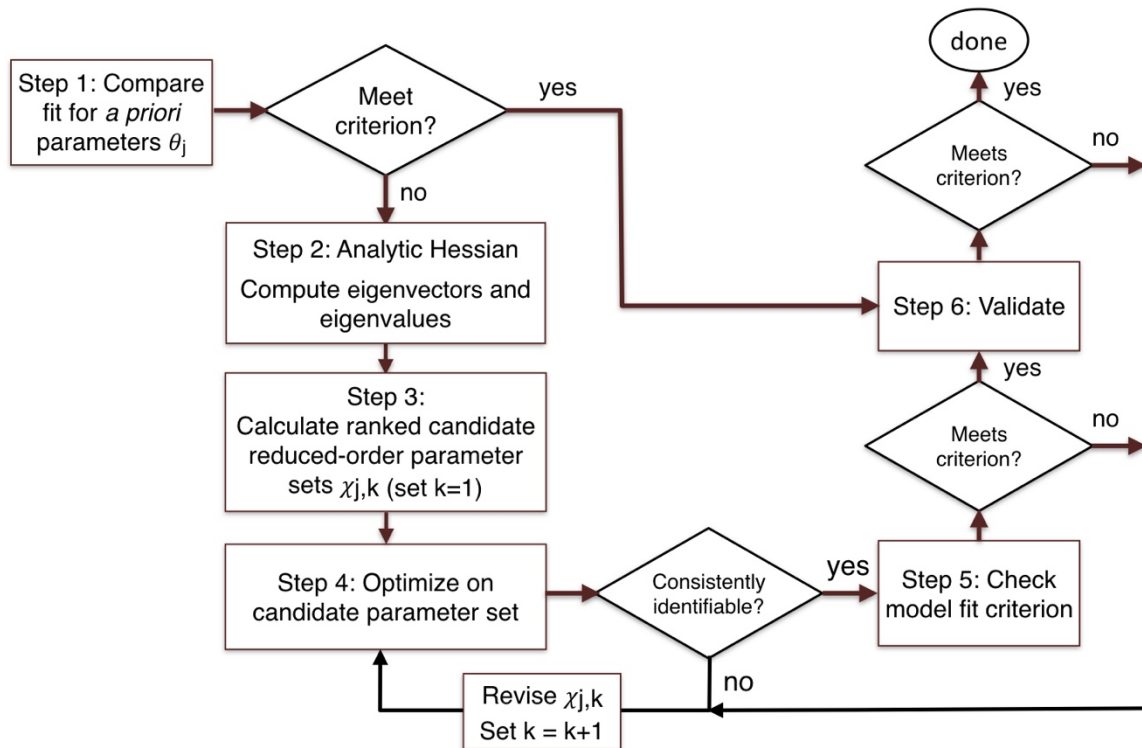 Step 1: Compare
fit for a priori
parameters θj
Meet
criterion?
yes
no
Step 2: Analytic Hessian
Compute eigenvectors and
eigenvalues
Step 3:
Calculate ranked candidate
reduced-order parameter
sets χj,k (set k=1)
Step 4: Optimize on
candidate parameter set
Consistently
identifiable?
yes
no
Revise χj,k
Set k = k+1
Step 5: Check
model fit criterion
Meets
criterion?
yes
no
Step 6: Validate
Meets
criterion?
yes
no
done